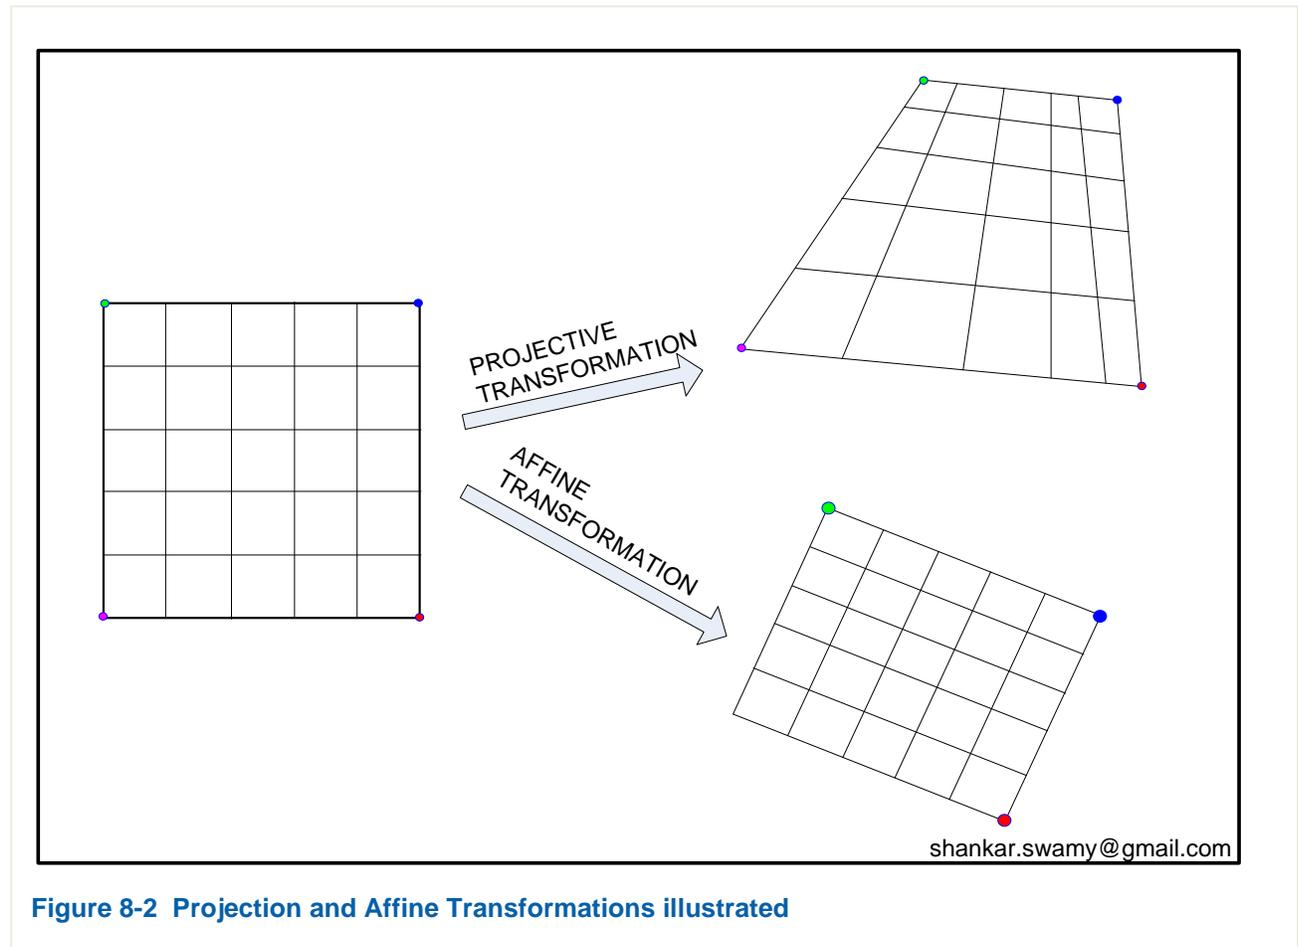 PROJECTIVE
TRANSFORMATION
AFFINE
TRANSFORMATION
shankar.swamy@gmail.com
Figure 8-2 Projection and Affine Transformations illustrated